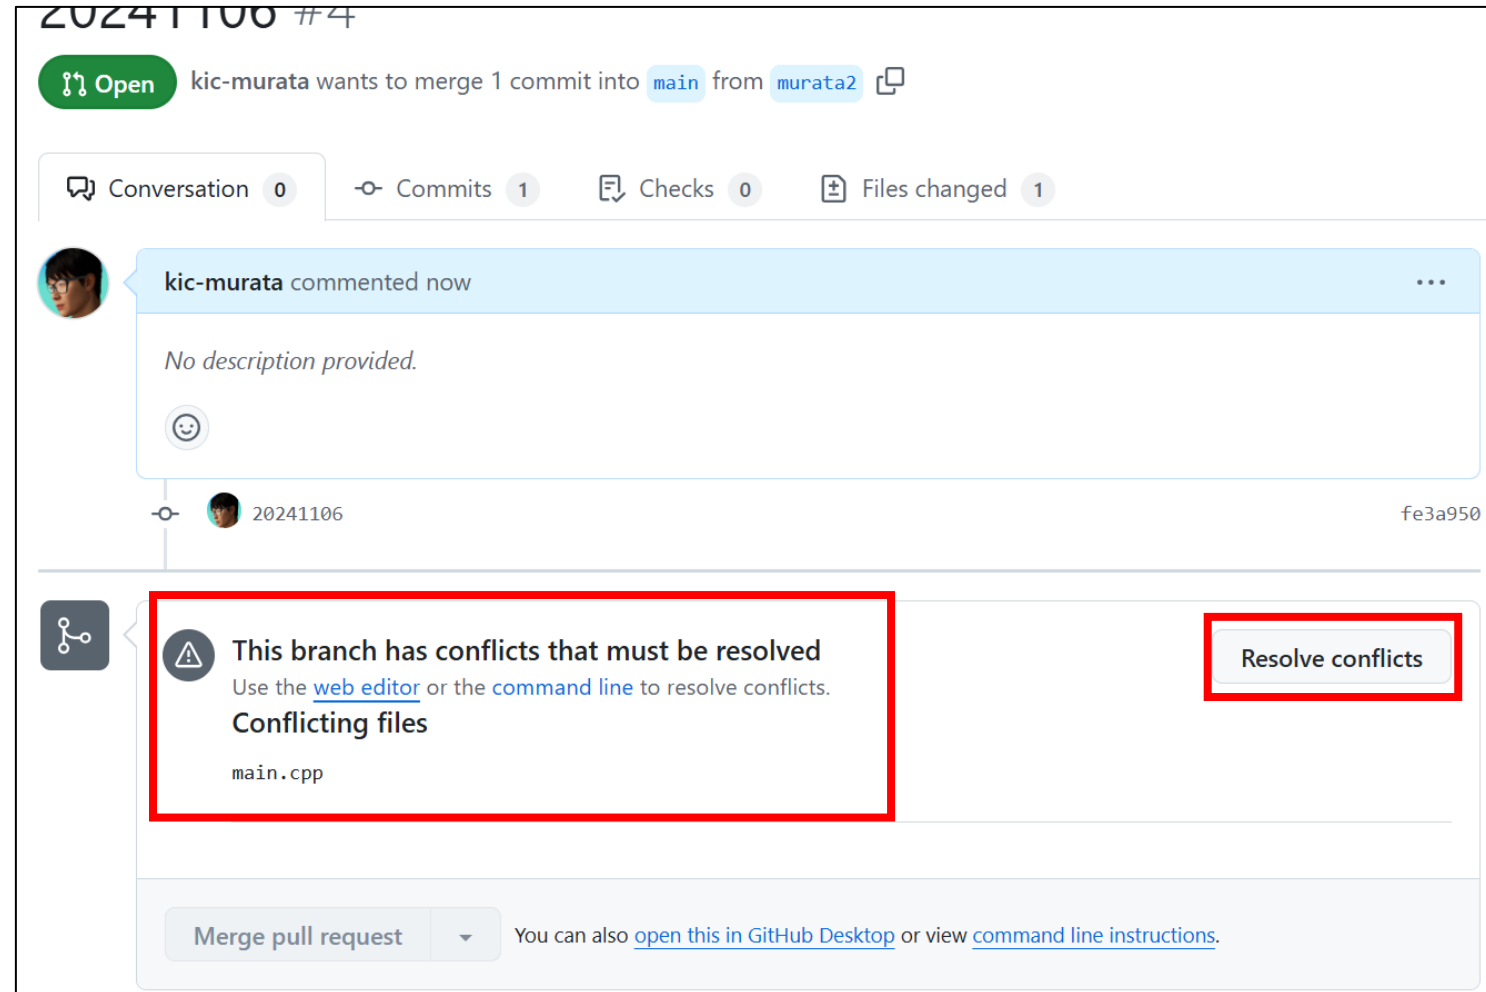 20241106 #4
Open kic-murata wants to merge 1 commit into main from murata2
Conversation 0 Commits 1 Checks 0 Files changed 1
kic-murata commented now
No description provided.
20241106 fe3a950
This branch has conflicts that must be resolved
Resolve conflicts
Use the web editor or the command line to resolve conflicts.
Conflicting files
main.cpp
Merge pull request You can also open this in GitHub Desktop or view command line instructions.